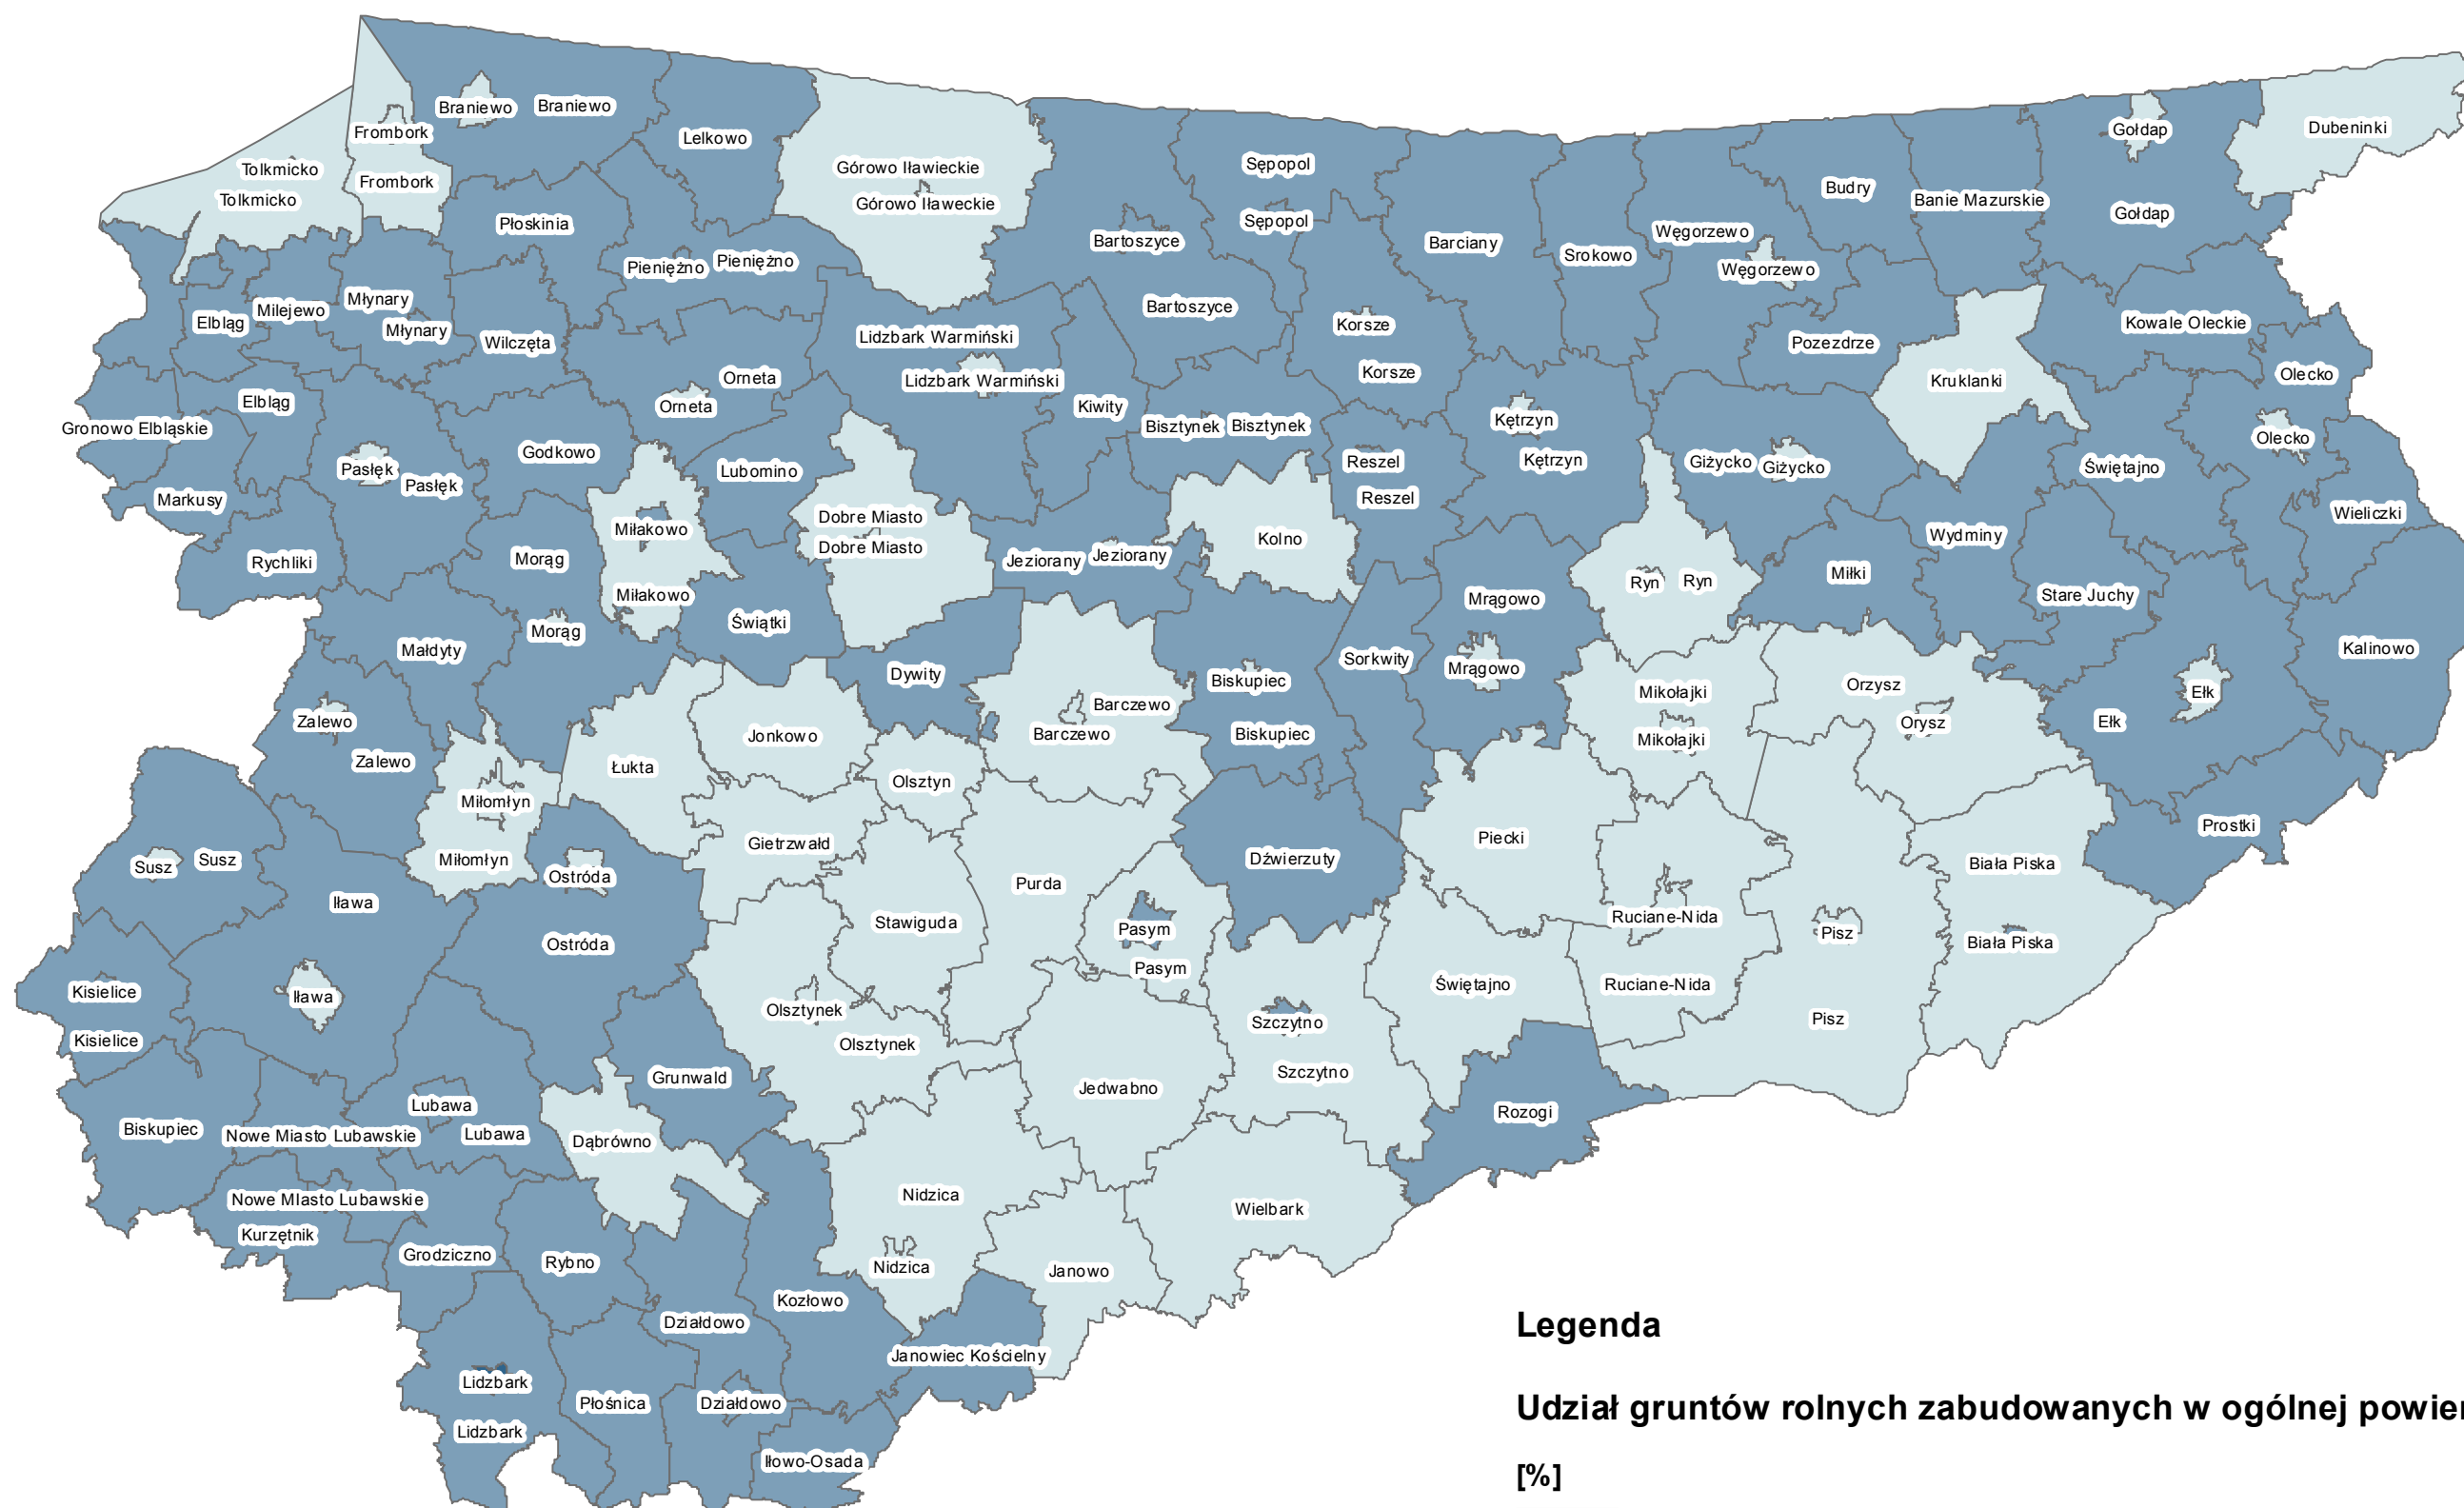 Braniewo
Braniewo
Frombork
Lelkowo
Gołdap
Dubeninki
Tolkmicko
Górowo Iławieckie
Sępopol
Frombork
Budry
Tolkmicko
Górowo Iławeckie
Banie Mazurskie
Gołdap
Płoskinia
Sępopol
Węgorzewo
Bartoszyce
Barciany
Srokowo
Pieniężno
Pieniężno
Węgorzewo
Młynary
Milejewo
Bartoszyce
Elbląg
Młynary
Korsze
Kowale Oleckie
Wilczęta
Lidzbark Warmiński
Pozezdrze
Orneta
Lidzbark Warmiński
Korsze
Kruklanki
Olecko
Elbląg
Orneta
Kiwity
Gronowo Elbląskie
Bisztynek
Bisztynek
Kętrzyn
Olecko
Godkowo
Pasłęk
Lubomino
Reszel
Kętrzyn
Giżycko
Giżycko
Świętajno
Pasłęk
Markusy
Reszel
Miłakowo
Dobre Miasto
Wieliczki
Kolno
Wydminy
Dobre Miasto
Rychliki
Morąg
Jeziorany
Jeziorany
Ryn
Ryn
Miłki
Miłakowo
Mrągowo
Stare Juchy
Świątki
Morąg
Małdyty
Sorkwity
Kalinowo
Dywity
Biskupiec
Mrągowo
Mikołajki
Orzysz
Ełk
Barczewo
Zalewo
Jonkowo
Barczewo
Biskupiec
Mikołajki
Orysz
Ełk
Zalewo
Łukta
Olsztyn
Miłomłyn
Gietrzwałd
Piecki
Prostki
Susz
Susz
Miłomłyn
Ostróda
Dźwierzuty
Biała Piska
Purda
Iława
Stawiguda
Pasym
Ruciane-Nida
Pisz
Ostróda
Biała Piska
Pasym
Kisielice
Iława
Olsztynek
Szczytno
Świętajno
Ruciane-Nida
Pisz
Kisielice
Olsztynek
Grunwald
Jedwabno
Szczytno
Lubawa
Rozogi
Biskupiec
Nowe Miasto Lubawskie
Lubawa
Dąbrówno
Nowe MIasto Lubawskie
Nidzica
Wielbark
Kurzętnik
Grodziczno
Rybno
Nidzica
Janowo
Kozłowo
Działdowo
Janowiec Kościelny
Lidzbark
Płośnica
Działdowo
Lidzbark
Iłowo-Osada
Legenda
Udział gruntów rolnych zabudowanych w ogólnej powier
[%]